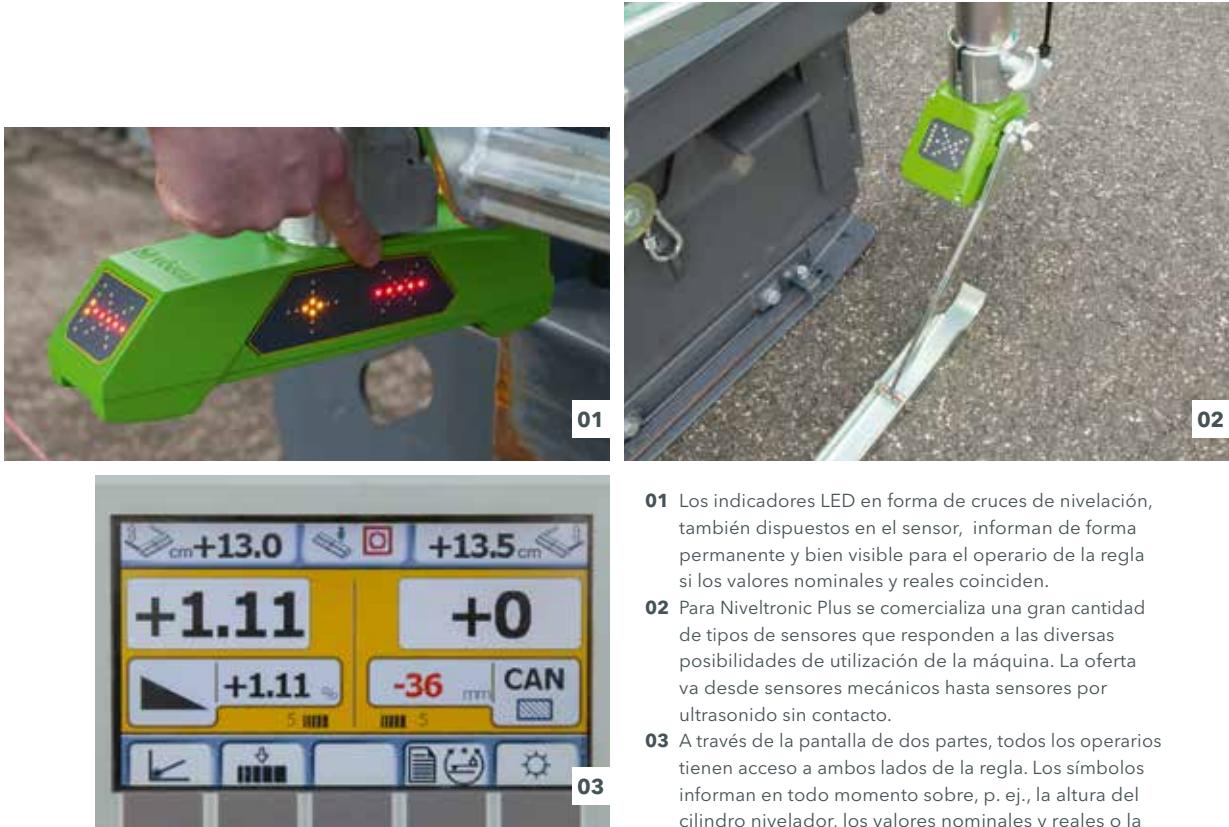 01
02
cm +13.0
+13.5 cm
+1.11
+0
+1.11 %
-36 mm
CAN
5
5
03
01 Los indicadores LED en forma de cruces de nivelación,
también dispuestos en el sensor, informan de forma
permanente y bien visible para el operario de la regla
si los valores nominales y reales coinciden.
02 Para Niveltronic Plus se comercializa una gran cantidad
de tipos de sensores que responden a las diversas
posibilidades de utilización de la máquina. La oferta
va desde sensores mecánicos hasta sensores por
ultrasonido sin contacto.
03 A través de la pantalla de dos partes, todos los operarios
tienen acceso a ambos lados de la regla. Los símbolos
informan en todo momento sobre, p. ej., la altura del
cilindro nivelador, los valores nominales y reales o la